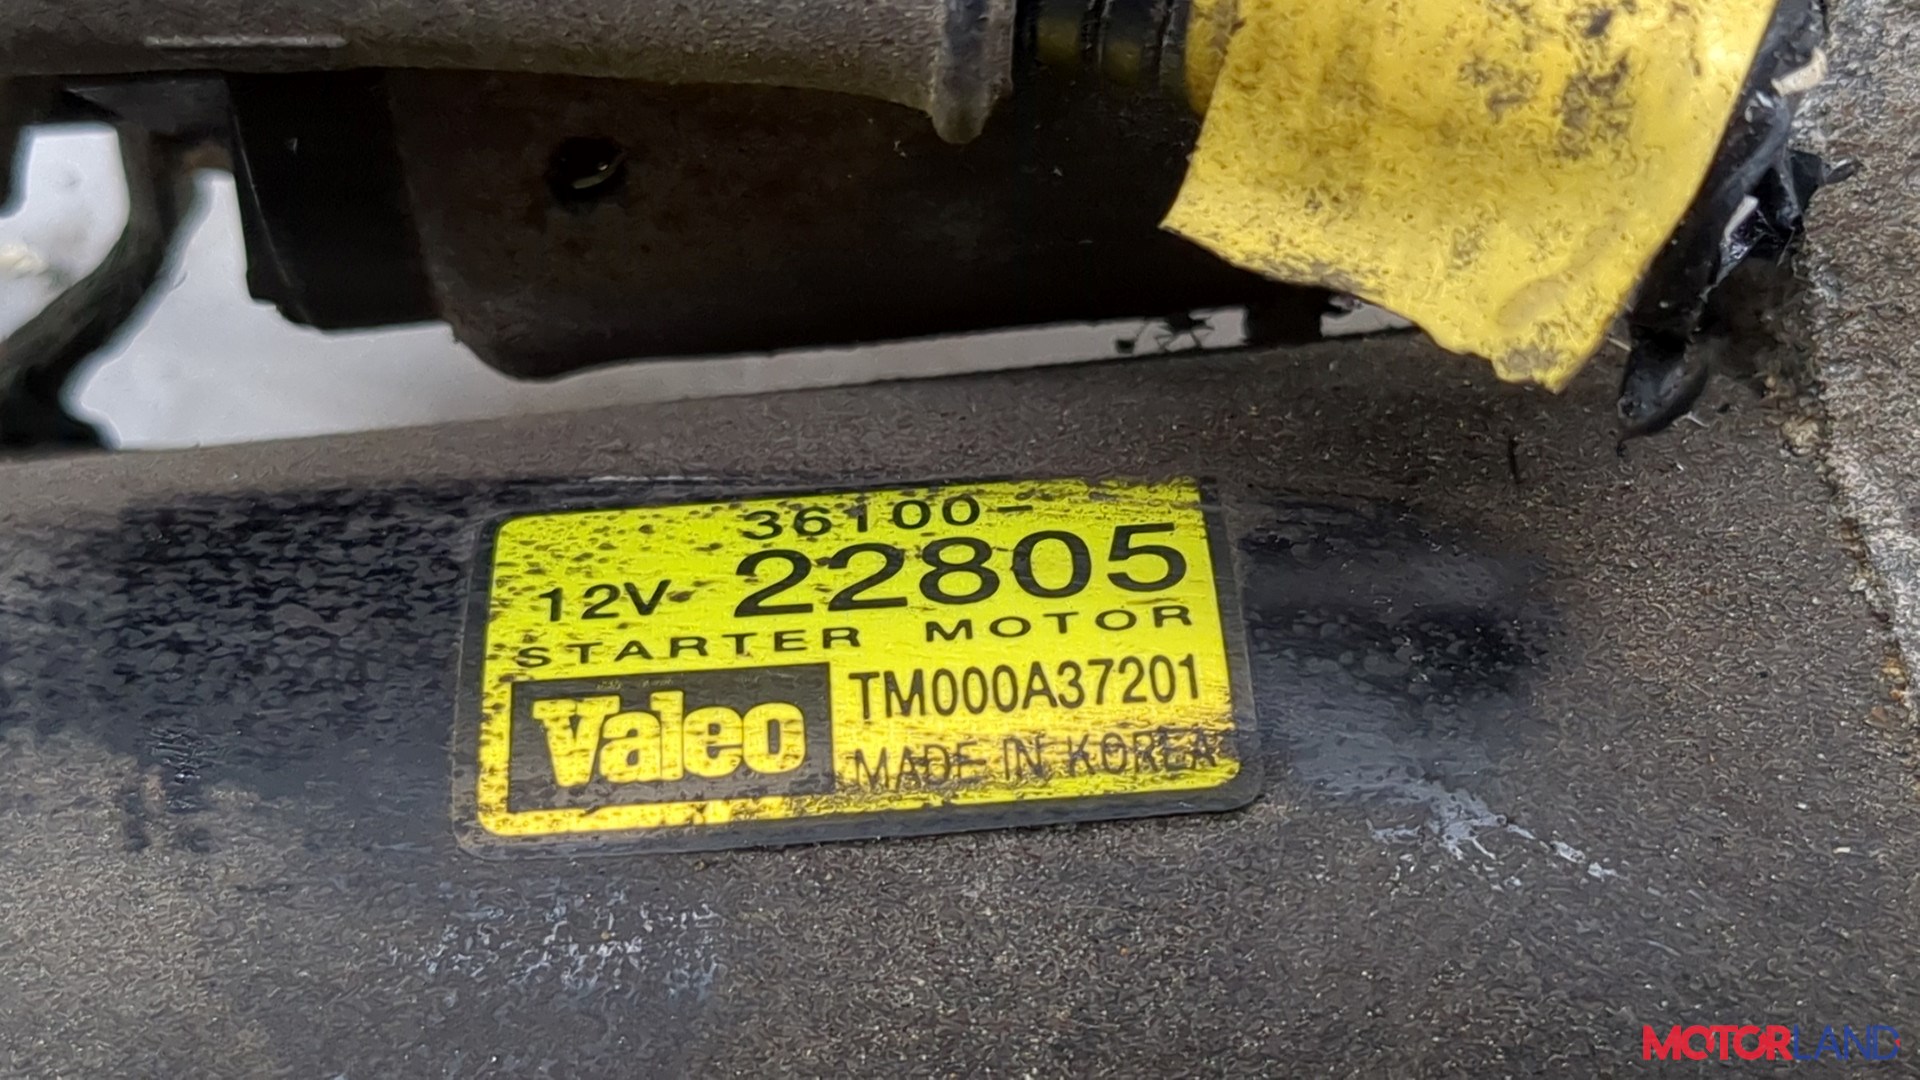 36100-
12V 22805
STARTER MOTOR
Valeo TM000A37201
MADE IN KOREA
MOTORLAND